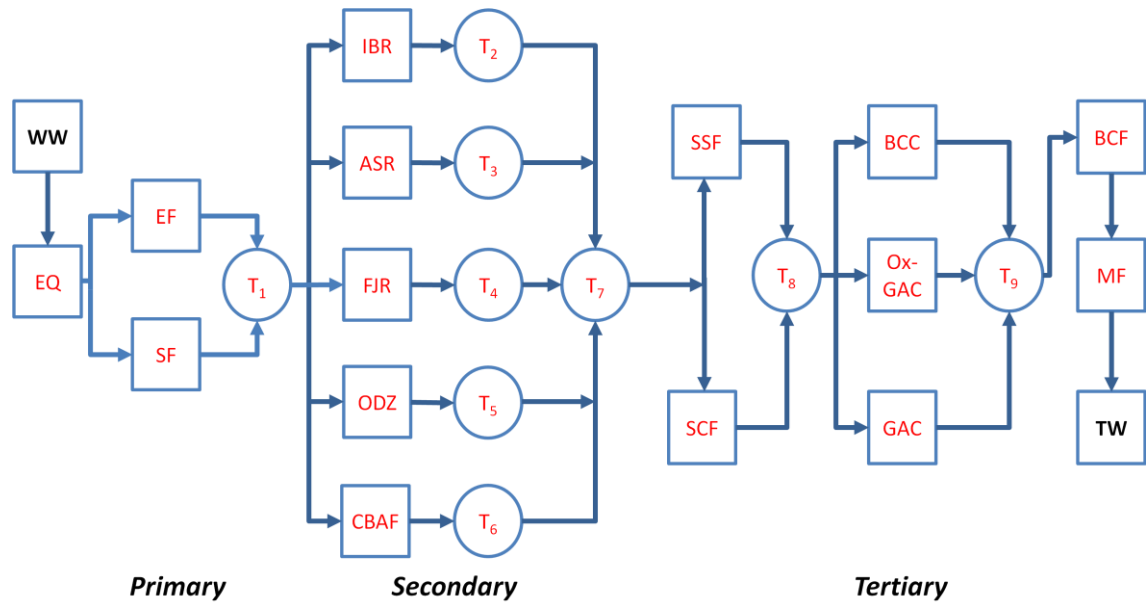 WW
EQ
EF
SF
T₁
IBR
T₂
ASR
T₃
FJR
T₄
ODZ
T₅
CBAF
T₆
T₇
SSF
SCF
T₈
BCC
Ox-
GAC
GAC
T₉
BCF
MF
TW
Primary
Secondary
Tertiary